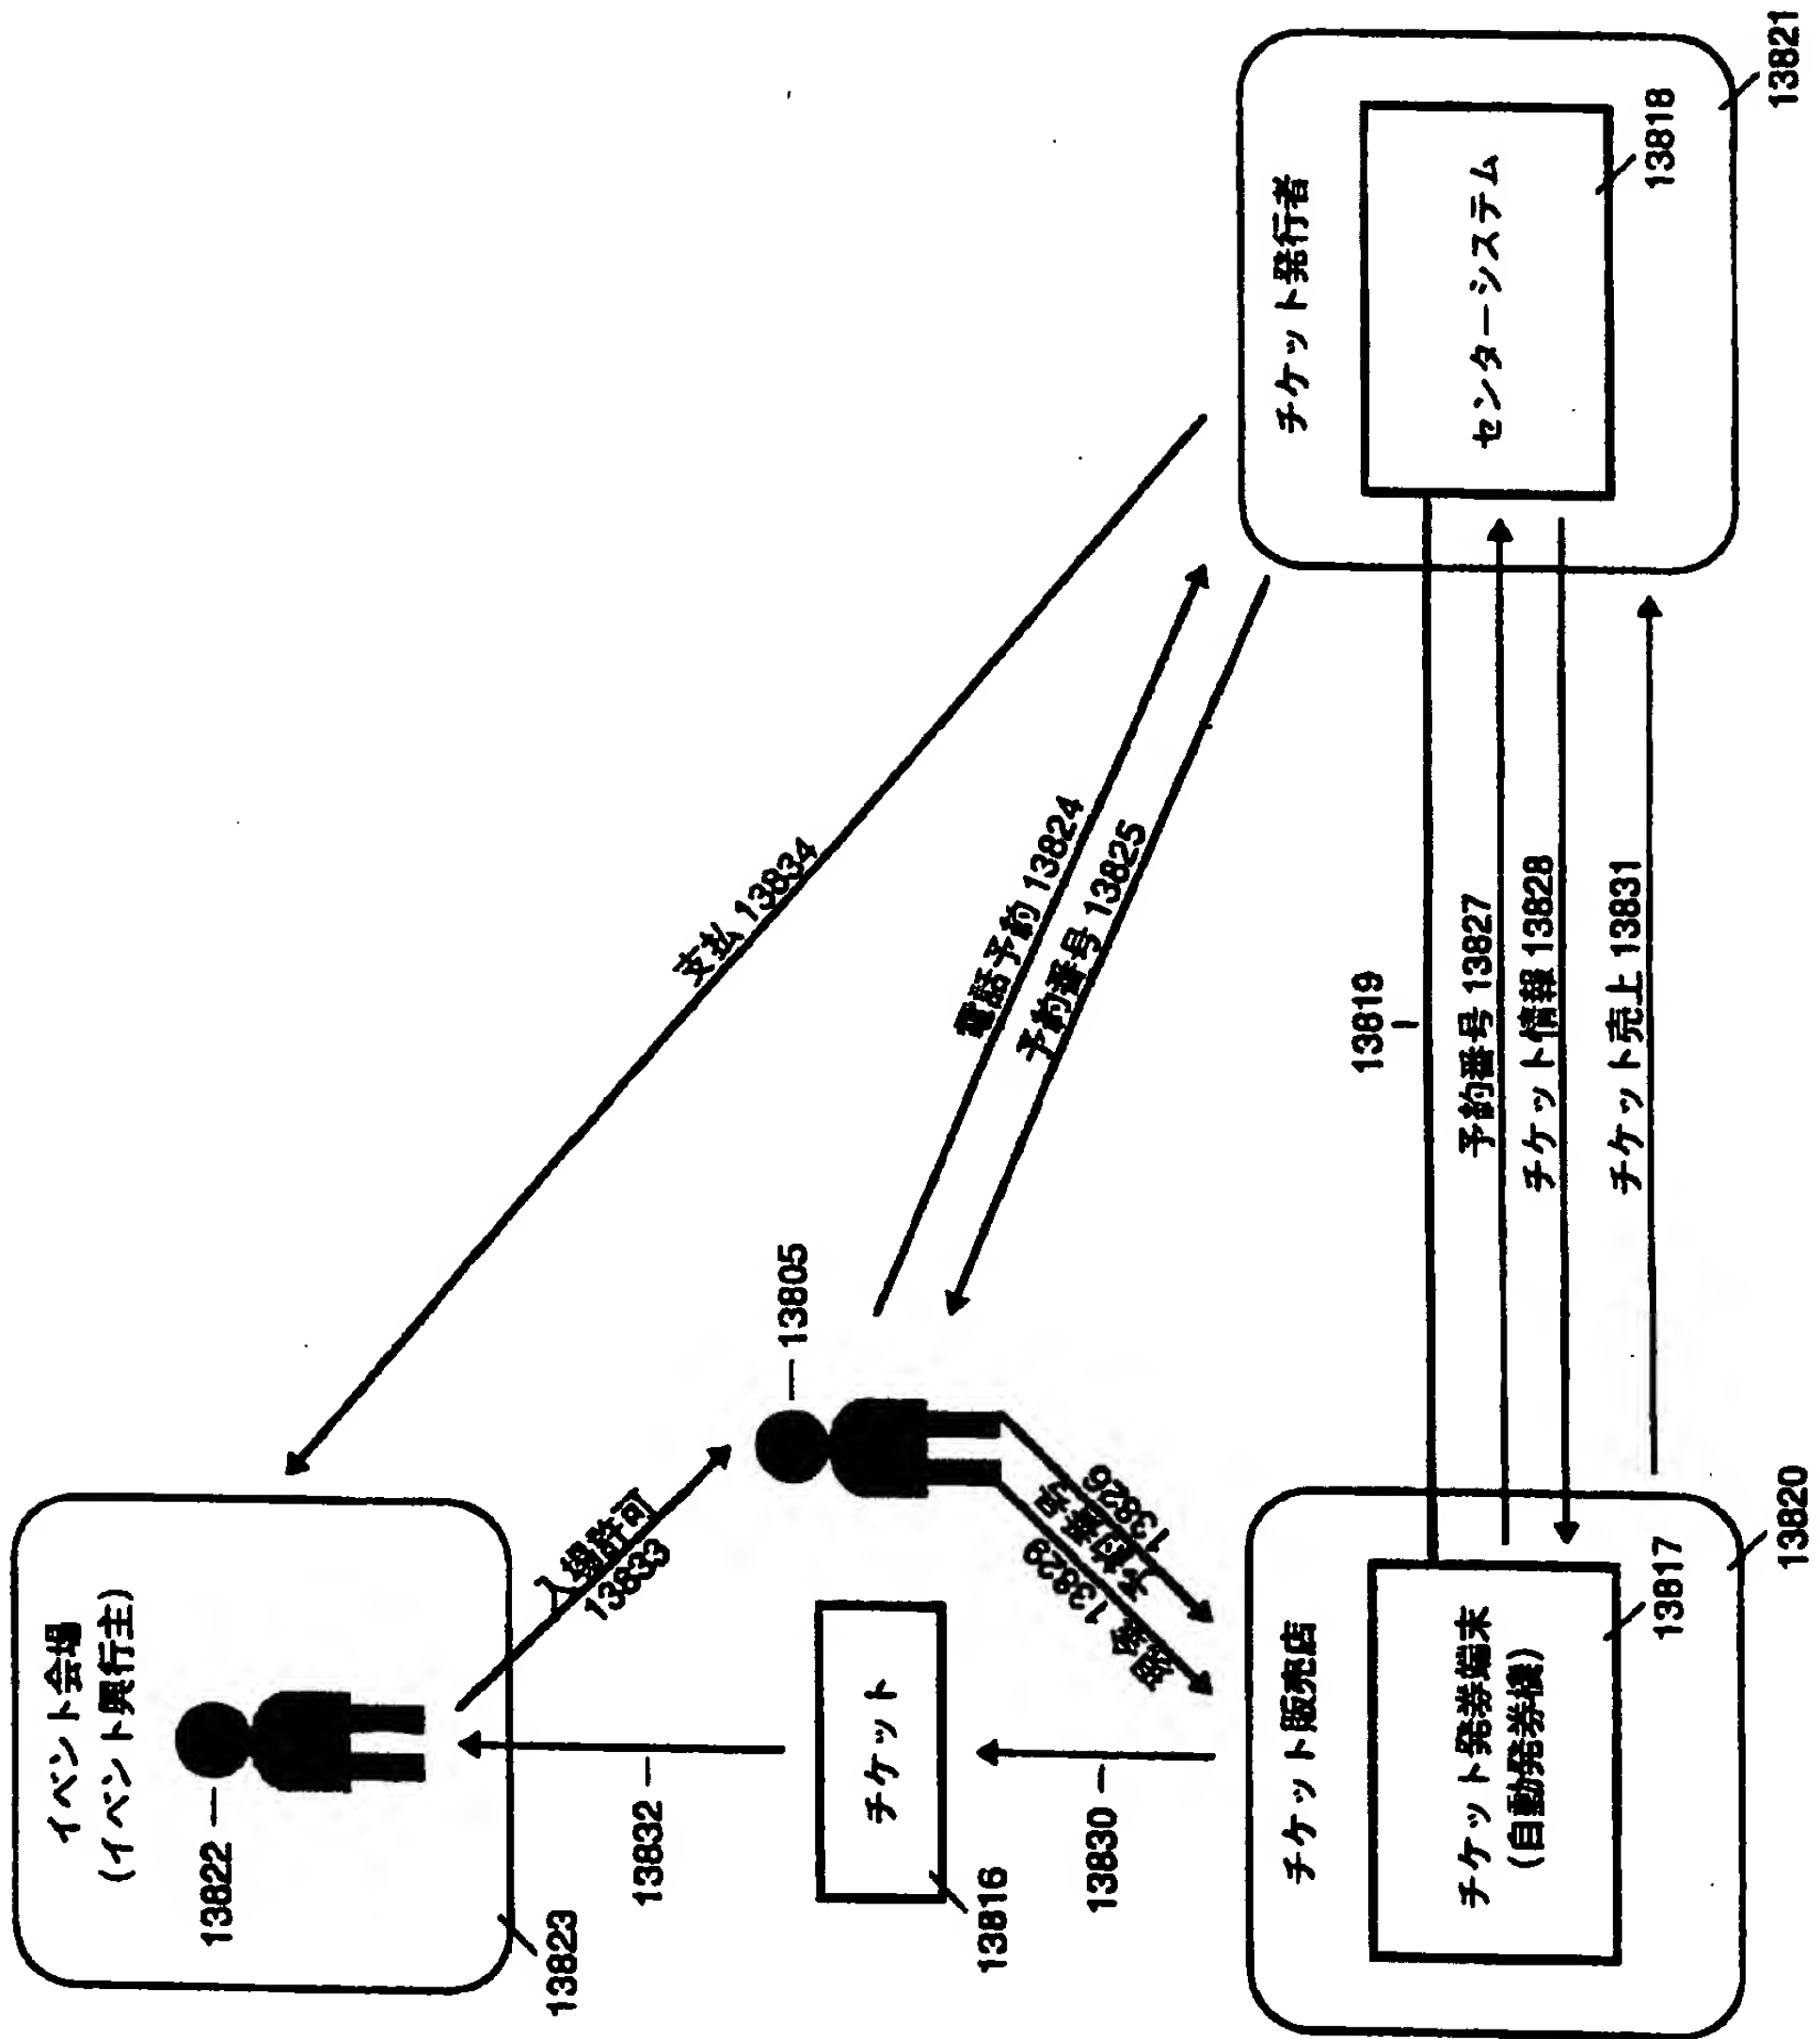 イベント会場
(イベント興行主)
13822
13823
入場許可
13833
13832
チケット
13816
13830
13805
予約番号
13826
現金
13829
支払 13834
電話予約 13824
予約番号 13825
チケット販売店
チケット発券端末
(自動発券機)
13817
13820
13819
予約番号 13827
チケット情報 13828
チケット売上 13831
チケット発行者
センターシステム
13818
13821